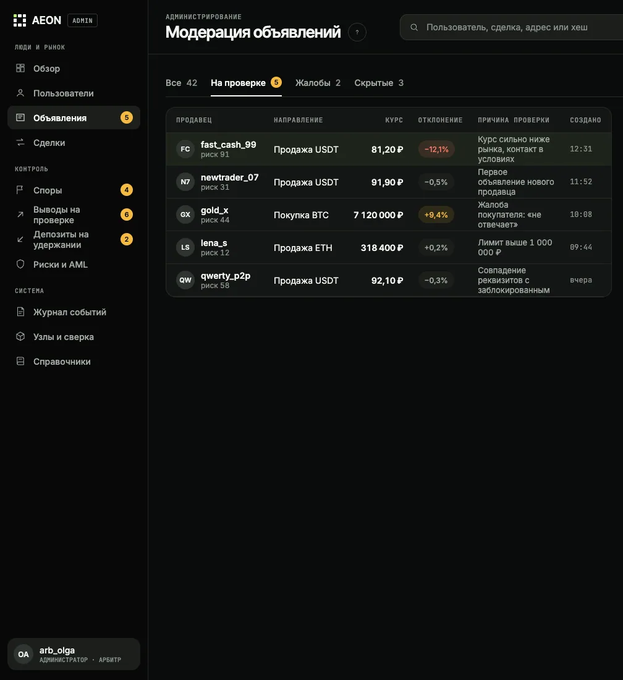 AEON ADMIN
ЛЮДИ И РЫНОК
Обзор
Пользователи
Объявления 5
Сделки
КОНТРОЛЬ
Споры 4
Выводы на
проверке 6
Депозиты на
удержании 2
Риски и AML
СИСТЕМА
Журнал событий
Узлы и сверка
Справочники
OA arb_olga
АДМИНИСТРАТОР · АРБИТР
АДМИНИСТРИРОВАНИЕ
Модерация объявлений ?
Пользователь, сделка, адрес или хеш
Все 42 На проверке 5 Жалобы 2 Скрытые 3
ПРОДАВЕЦ НАПРАВЛЕНИЕ КУРС ОТКЛОНЕНИЕ ПРИЧИНА ПРОВЕРКИ СОЗДАНО
FC fast_cash_99
риск 91
Продажа USDT 81,20 ₽ −12,1%
Курс сильно ниже
рынка, контакт в
условиях
12:31
N7 newtrader_07
риск 31
Продажа USDT 91,90 ₽ −0,5%
Первое
объявление нового
продавца
11:52
GX gold_x
риск 44
Покупка BTC 7 120 000 ₽ +9,4%
Жалоба
покупателя: «не
отвечает»
10:08
LS lena_s
риск 12
Продажа ETH 318 400 ₽ +0,2%
Лимит выше 1 000
000 ₽
09:44
QW qwerty_p2p
риск 58
Продажа USDT 92,10 ₽ −0,3%
Совпадение
реквизитов с
заблокированным
вчера